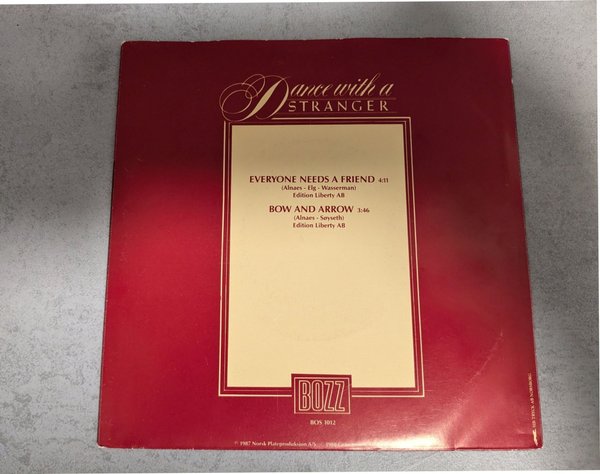 Dance with a
STRANGER
EVERYONE NEEDS A FRIEND 4:11
(Alnaes - Elg - Wasserman)
Edition Liberty AB
BOW AND ARROW 3:46
(Alnaes - Søyseth)
Edition Liberty AB
BOZZ
BOS 1012
℗ 1987 Norsk Plateproduksjon A/S